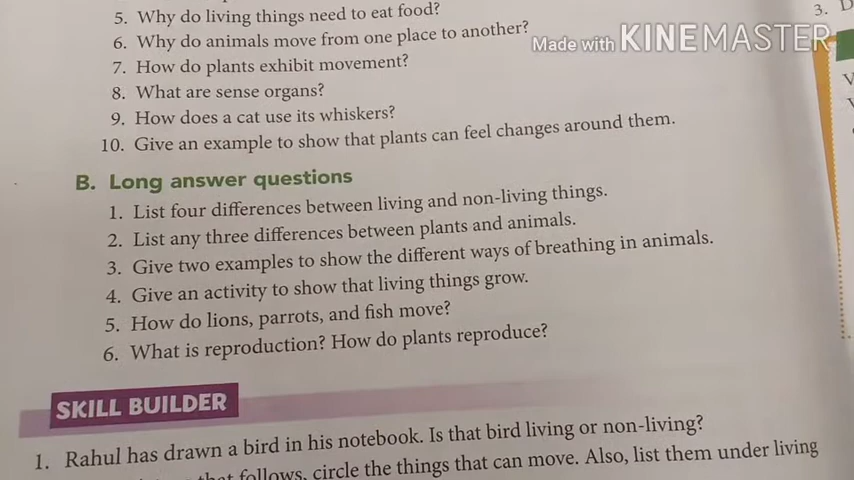 5. Why do living things need to eat food?
6. Why do animals move from one place to another?
7. How do plants exhibit movement?
8. What are sense organs?
9. How does a cat use its whiskers?
10. Give an example to show that plants can feel changes around them.
B. Long answer questions
1. List four differences between living and non-living things.
2. List any three differences between plants and animals.
3. Give two examples to show the different ways of breathing in animals.
4. Give an activity to show that living things grow.
5. How do lions, parrots, and fish move?
6. What is reproduction? How do plants reproduce?
SKILL BUILDER
1. Rahul has drawn a bird in his notebook. Is that bird living or non-living?
that follows, circle the things that can move. Also, list them under living
Made with KINEMASTER
3.